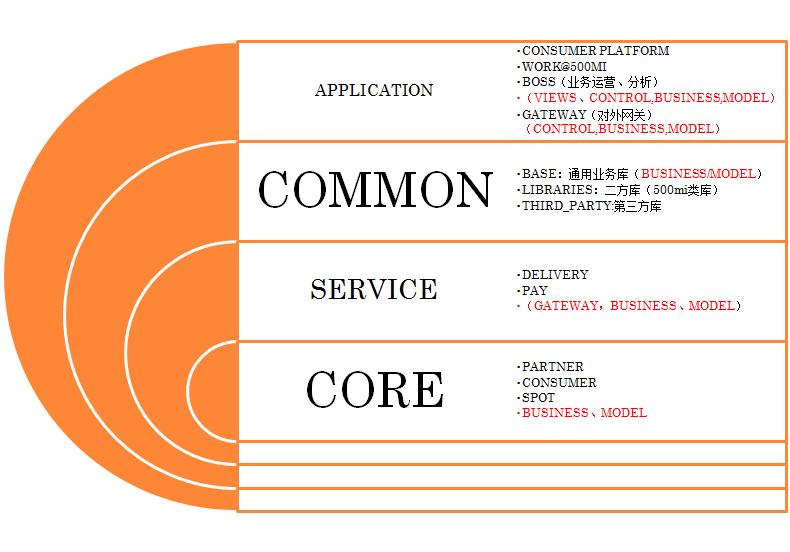 APPLICATION
·CONSUMER PLATFORM
·WORK@500MI
·BOSS（业务运营、分析）
·（VIEWS、CONTROL,BUSINESS,MODEL）
·GATEWAY（对外网关）
（CONTROL,BUSINESS,MODEL）
COMMON
·BASE：通用业务库（BUSINESS/MODEL）
·LIBRARIES：二方库（500mi类库）
·THIRD_PARTY:第三方库
SERVICE
·DELIVERY
·PAY
·（GATEWAY，BUSINESS、MODEL）
CORE
·PARTNER
·CONSUMER
·SPOT
·BUSINESS、MODEL